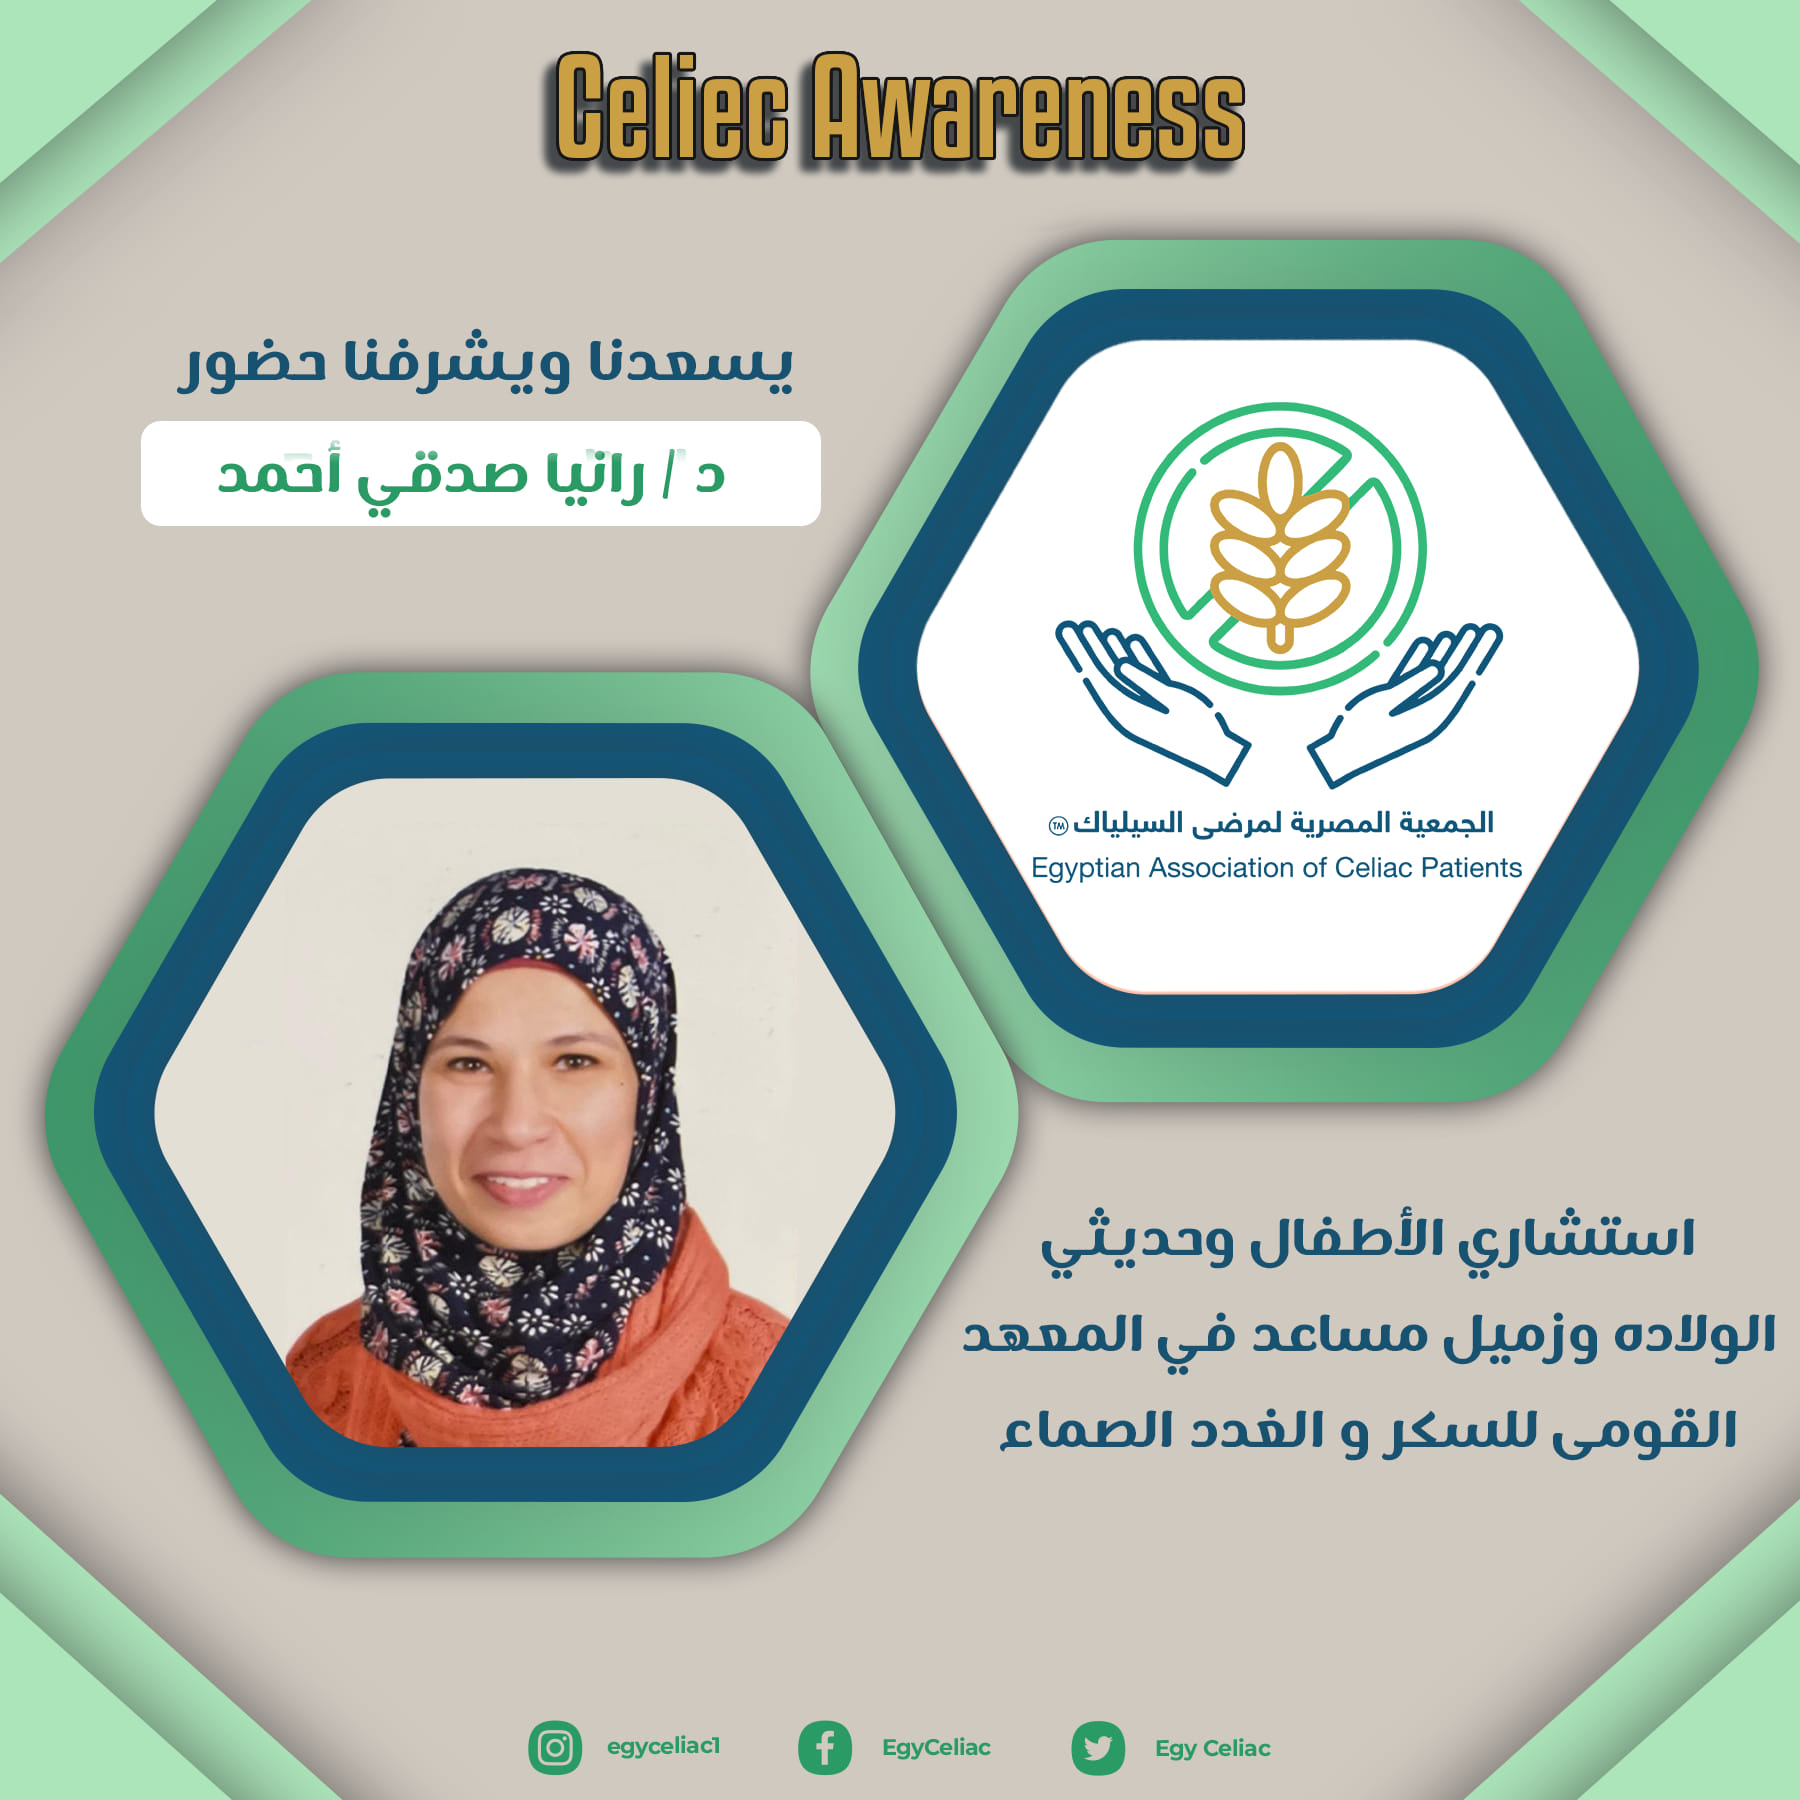 Celiec Awareness
يسعدنا ويشرفنا حضور
د / رانيا صدقي أحمد
الجمعية المصرية لمرضى السيلياك TM
Egyptian Association of Celiac Patients
استشاري الأطفال وحديثي
الولاده وزميل مساعد في المعهد
القومى للسكر و الغدد الصماء
egyceliac1
EgyCeliac
Egy Celiac